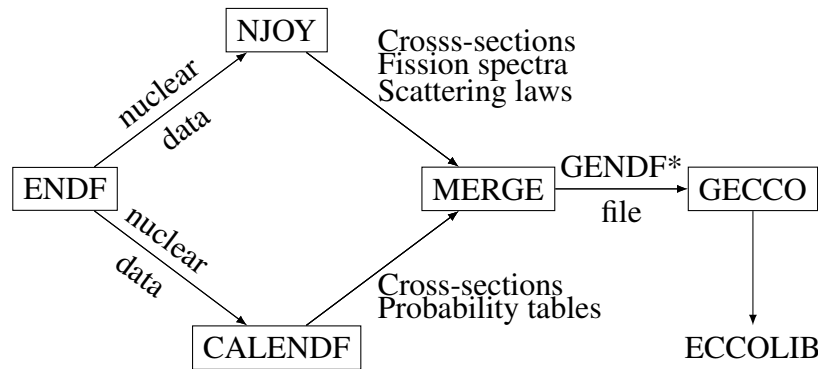 NJOY
Crosss-sections
Fission spectra
Scattering laws
nuclear
data
ENDF
MERGE
GENDF*
file
GECCO
nuclear
data
Cross-sections
Probability tables
CALENDF
ECCOLIB